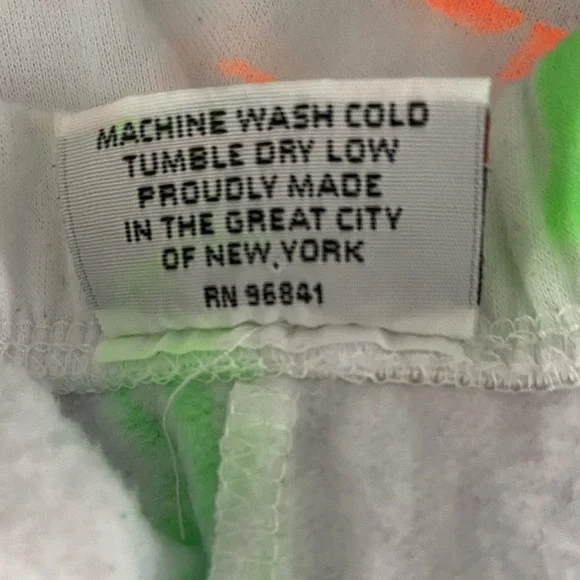 MACHINE WASH COLD
TUMBLE DRY LOW
PROUDLY MADE
IN THE GREAT CITY
OF NEW YORK
RN 96841